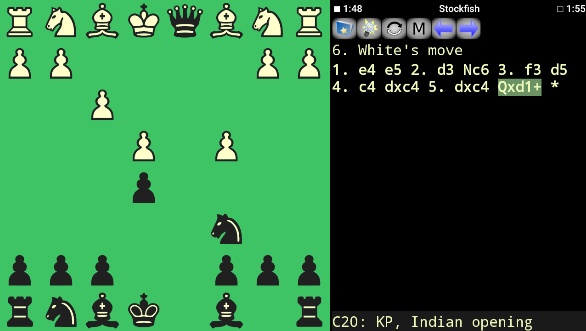 ■ 1:48 Stockfish □ 1:55
M
6. White's move
1. e4 e5 2. d3 Nc6 3. f3 d5
4. c4 dxc4 5. dxc4 Qxd1+ *
C20: KP, Indian opening